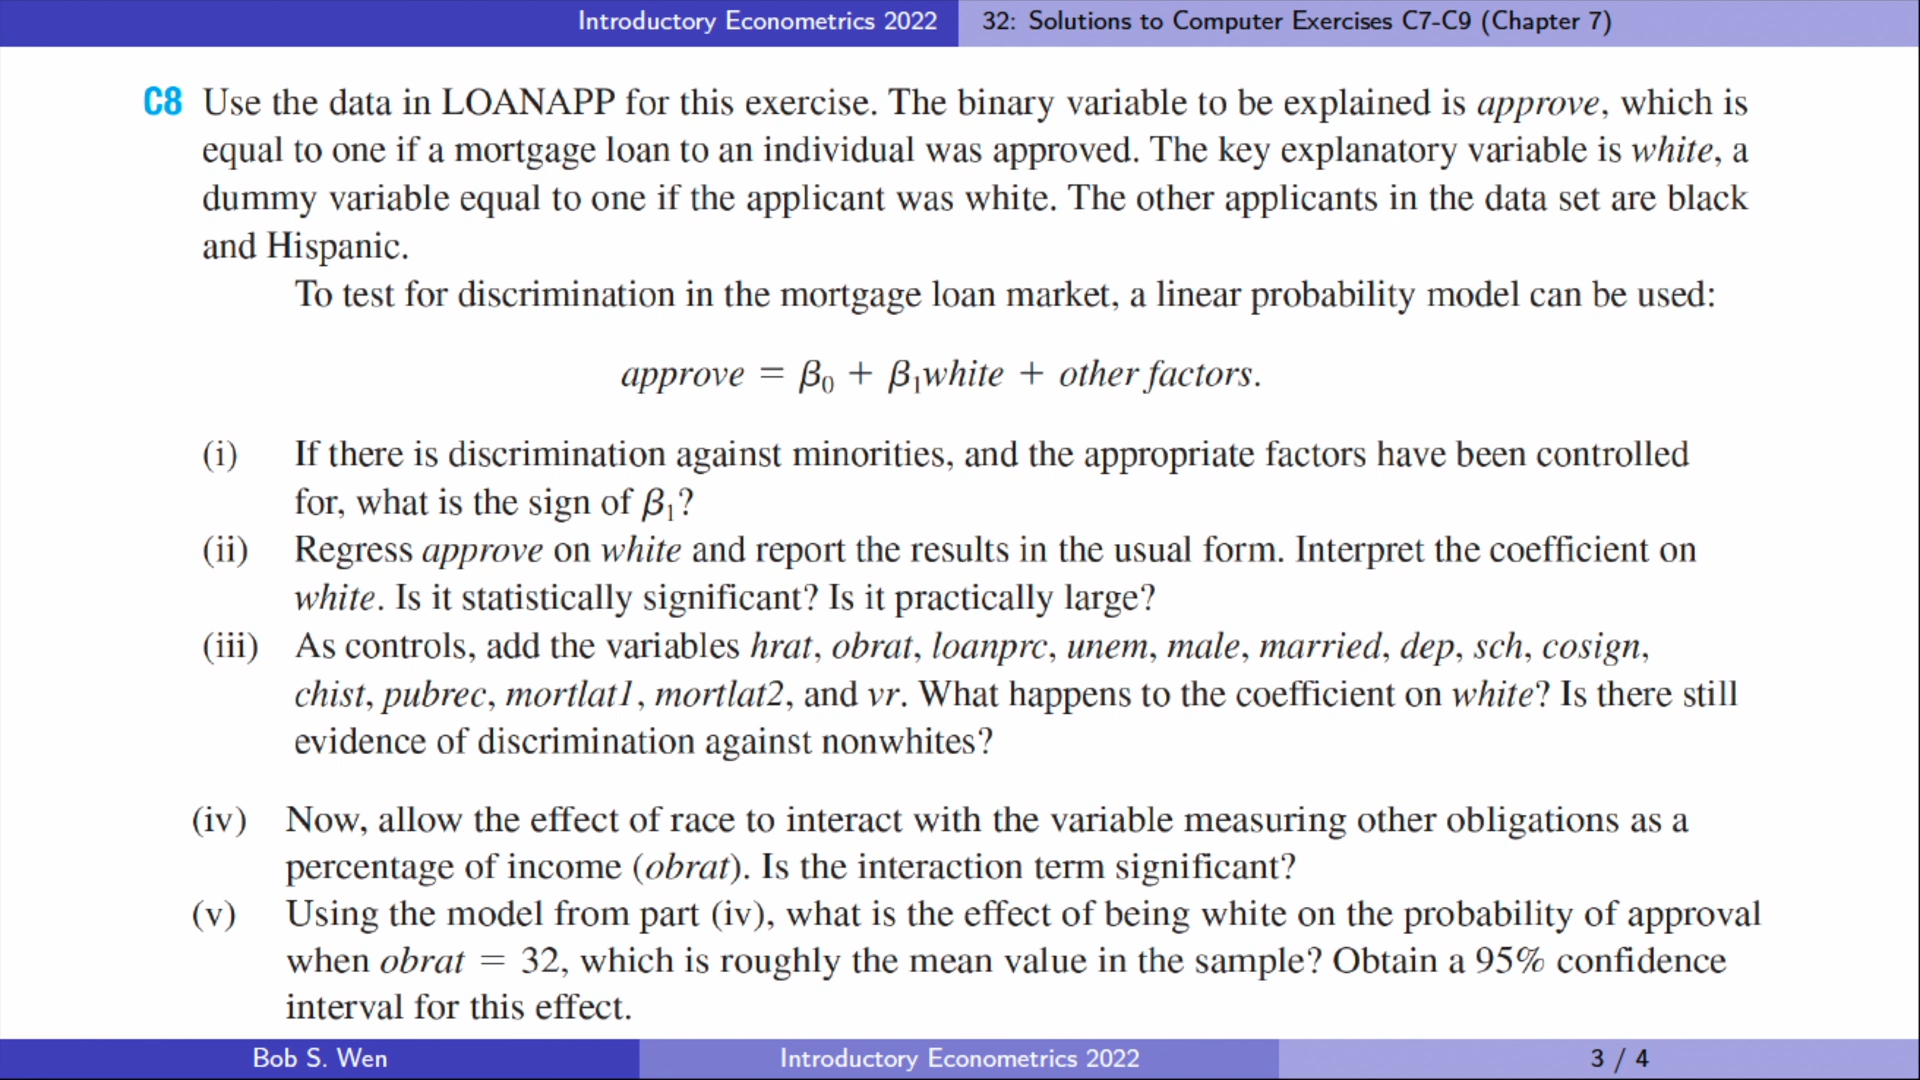 Introductory Econometrics 2022 32: Solutions to Computer Exercises C7-C9 (Chapter 7)
C8 Use the data in LOANAPP for this exercise. The binary variable to be explained is approve, which is
equal to one if a mortgage loan to an individual was approved. The key explanatory variable is white, a
dummy variable equal to one if the applicant was white. The other applicants in the data set are black
and Hispanic.
To test for discrimination in the mortgage loan market, a linear probability model can be used:
approve = β₀ + β₁white + other factors.
(i) If there is discrimination against minorities, and the appropriate factors have been controlled
for, what is the sign of β₁?
(ii) Regress approve on white and report the results in the usual form. Interpret the coefficient on
white. Is it statistically significant? Is it practically large?
(iii) As controls, add the variables hrat, obrat, loanprc, unem, male, married, dep, sch, cosign,
chist, pubrec, mortlat1, mortlat2, and vr. What happens to the coefficient on white? Is there still
evidence of discrimination against nonwhites?
(iv) Now, allow the effect of race to interact with the variable measuring other obligations as a
percentage of income (obrat). Is the interaction term significant?
(v) Using the model from part (iv), what is the effect of being white on the probability of approval
when obrat = 32, which is roughly the mean value in the sample? Obtain a 95% confidence
interval for this effect.
Bob S. Wen Introductory Econometrics 2022 3 / 4